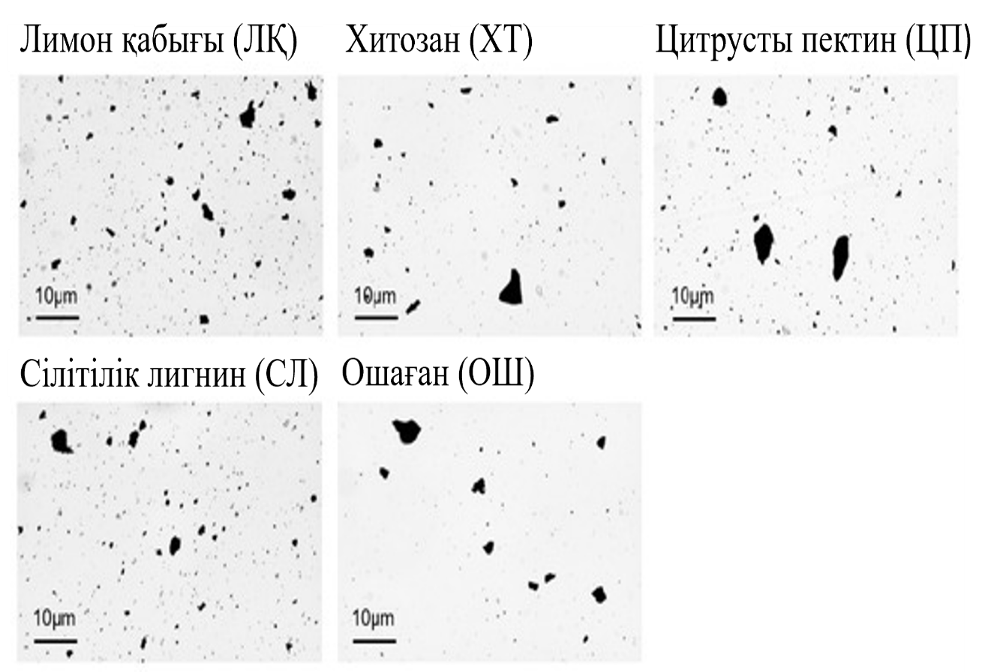 Лимон қабығы (ЛҚ)
Хитозан (ХТ)
Цитрусты пектин (ЦП)
10µm
10µm
10µm
Сілітілік лигнин (СЛ)
Ошаған (ОШ)
10µm
10µm